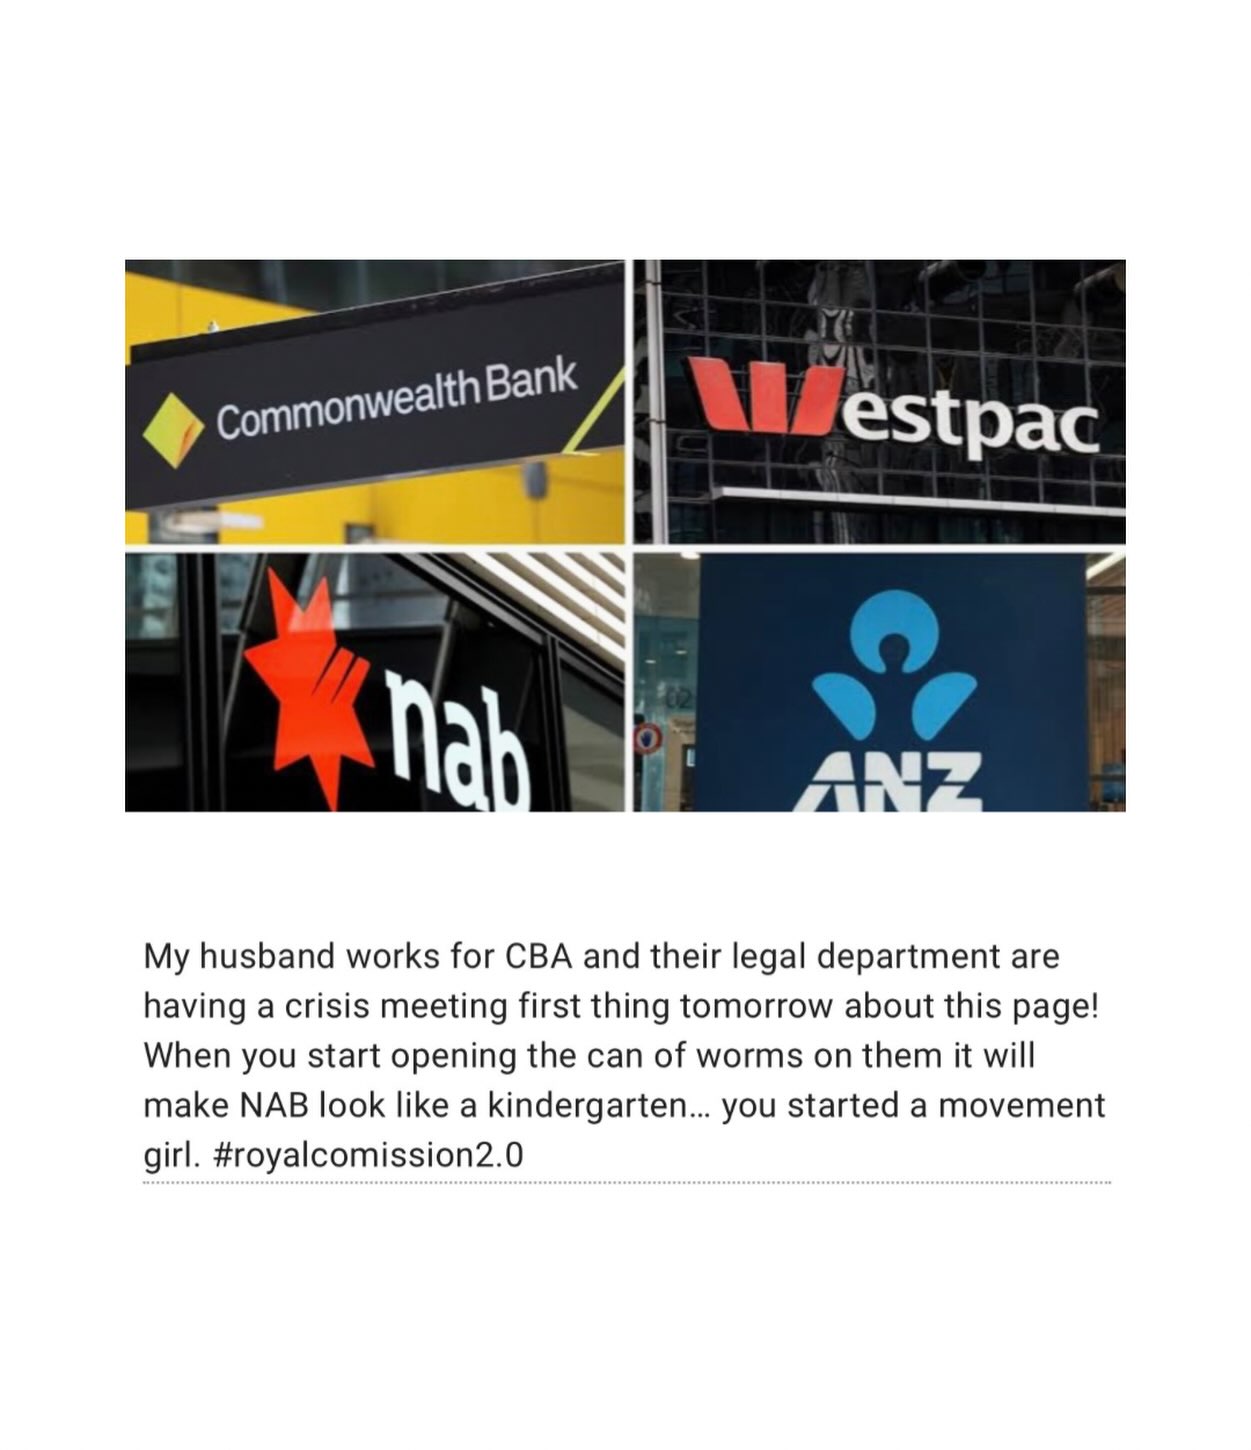 CommonwealthBank
Westpac
nab
ANZ
My husband works for CBA and their legal department are
having a crisis meeting first thing tomorrow about this page!
When you start opening the can of worms on them it will
make NAB look like a kindergarten… you started a movement
girl. #royalcomission2.0